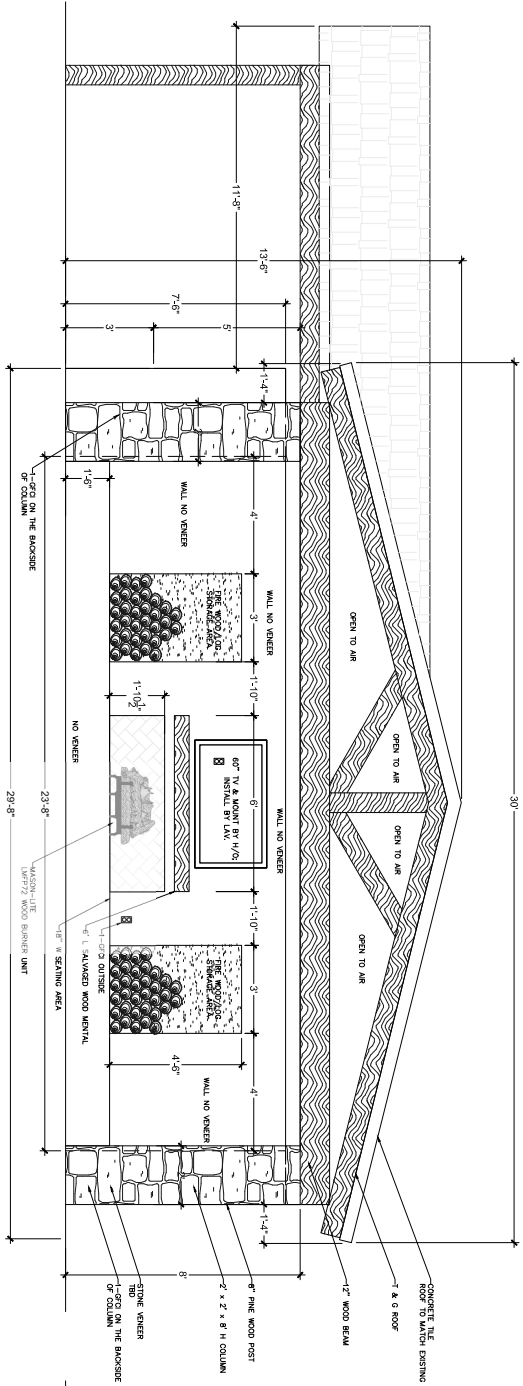 30'
CONCRETE TILE
ROOF TO MATCH EXISTING
T & G ROOF
12" WOOD BEAM
11'-8"
13'-6"
7'-6"
5'
3'
1'-4"
1'-4"
OPEN TO AIR
OPEN TO AIR
OPEN TO AIR
OPEN TO AIR
WALL NO VENEER
WALL NO VENEER
4'
3'
1'-10"
6'
1'-10"
3'
4'
WALL NO VENEER
WALL NO VENEER
FIRE WOOD/LOG
STORAGE AREA
FIRE WOOD/LOG
STORAGE AREA
60" TV & MOUNT BY H/O;
INSTALL BY LAV.
1'-10 1/2"
4'-6"
1'-6"
NO VENEER
8" PINE WOOD POST
2' x 2' x 8' H COLUMN
8'
STONE VENEER
TBD
1-GFCI ON THE BACKSIDE
OF COLUMN
1-GFCI ON THE BACKSIDE
OF COLUMN
1-GFCI OUTSIDE
6' L SALVAGED WOOD MENTAL
18" W SEATING AREA
MASON-LITE
LMFP72 WOOD BURNER UNIT
23'-8"
29'-8"